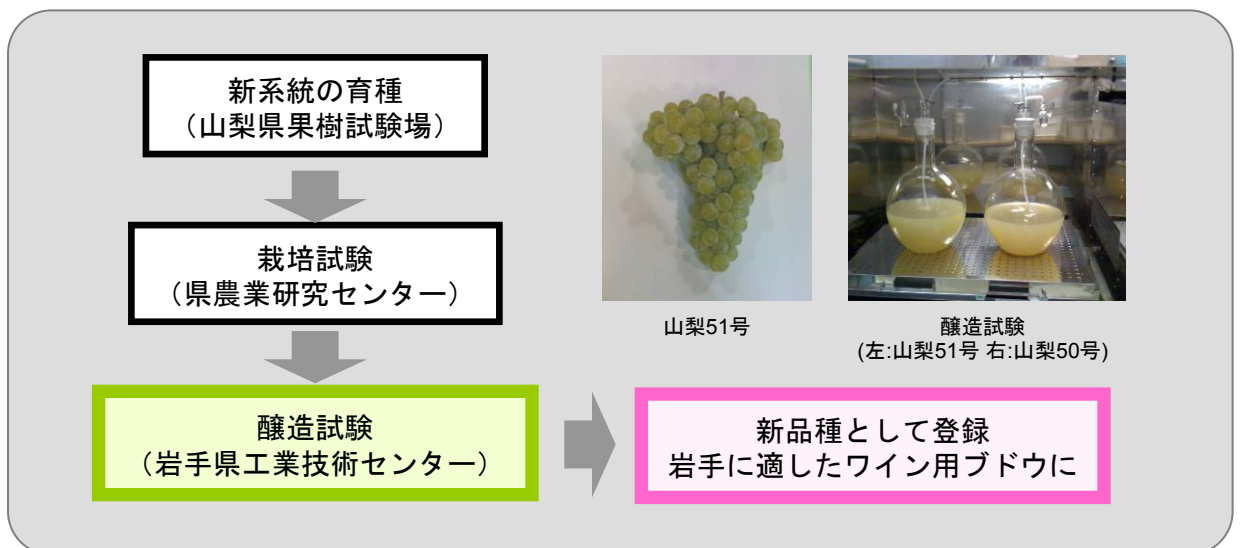 新系統の育種
（山梨県果樹試験場）
栽培試験
（県農業研究センター）
醸造試験
（岩手県工業技術センター）
新品種として登録
岩手に適したワイン用ブドウに
山梨51号
醸造試験
(左:山梨51号 右:山梨50号)